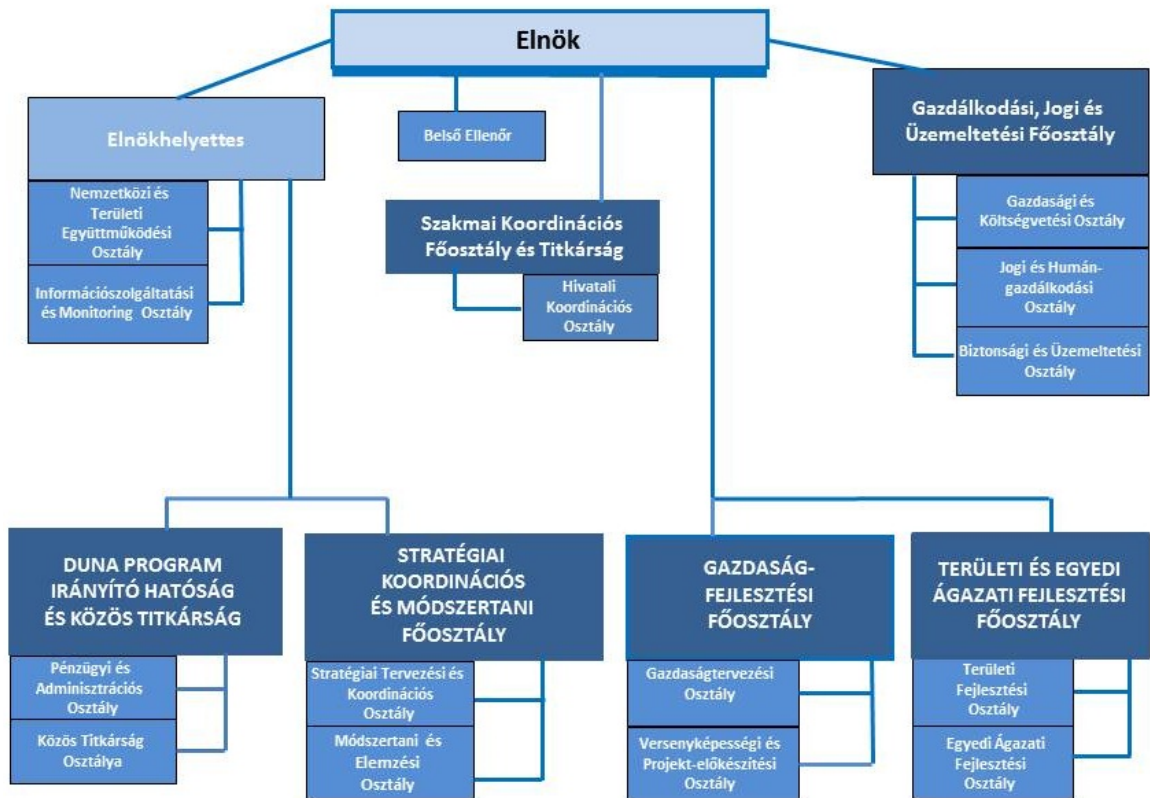 Elnök
Elnökhelyettes
Nemzetközi és
Területi
Együttműködési
Osztály
Információszolgáltatási
és Monitoring Osztály
Belső Ellenőr
Szakmai Koordinációs
Főosztály és Titkárság
Hivatali
Koordinációs
Osztály
Gazdálkodási, Jogi és
Üzemeltetési Főosztály
Gazdasági és
Költségvetési Osztály
Jogi és Humán-
gazdálkodási
Osztály
Biztonsági és Üzemeltetési
Osztály
DUNA PROGRAM
IRÁNYÍTÓ HATÓSÁG
ÉS KÖZÖS TITKÁRSÁG
Pénzügyi és
Adminisztrációs
Osztály
Közös Titkárság
Osztálya
STRATÉGIAI
KOORDINÁCIÓS
ÉS MÓDSZERTANI
FŐOSZTÁLY
Stratégiai Tervezési és
Koordinációs
Osztály
Módszertani és
Elemzési
Osztály
GAZDASÁG-
FEJLESZTÉSI
FŐOSZTÁLY
Gazdaságtervezési
Osztály
Versenyképességi és
Projekt-előkészítési
Osztály
TERÜLETI ÉS EGYEDI
ÁGAZATI FEJLESZTÉSI
FŐOSZTÁLY
Területi
Fejlesztési
Osztály
Egyedi Ágazati
Fejlesztési
Osztály